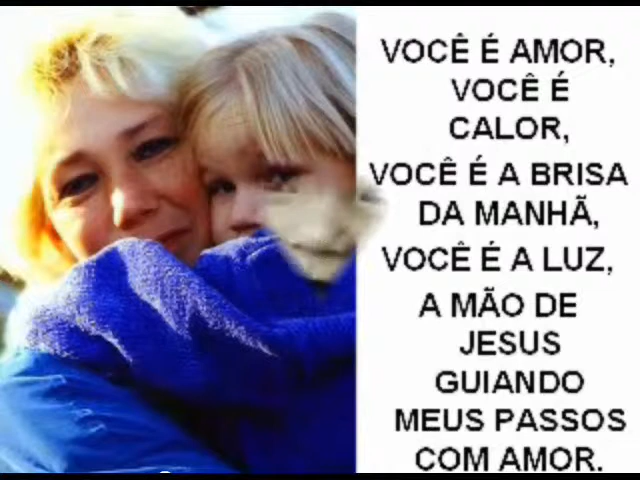 VOCÊ É AMOR,
VOCÊ É
CALOR,
VOCÊ É A BRISA
DA MANHÃ,
VOCÊ É A LUZ,
A MÃO DE
JESUS
GUIANDO
MEUS PASSOS
COM AMOR.